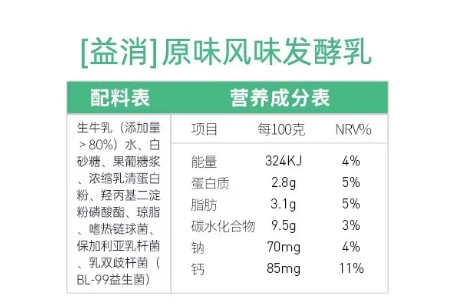 [益消]原味风味发酵乳
配料表
生牛乳（添加量
＞80%）水、白
砂糖、果葡糖浆
、浓缩乳清蛋白
粉、羟丙基二淀
粉磷酸酯、琼脂
、嗜热链球菌、
保加利亚乳杆菌
、乳双歧杆菌（
BL-99益生菌）
营养成分表
项目 每100克 NRV%
能量 324KJ 4%
蛋白质 2.8g 5%
脂肪 3.1g 5%
碳水化合物 9.5g 3%
钠 70mg 4%
钙 85mg 11%